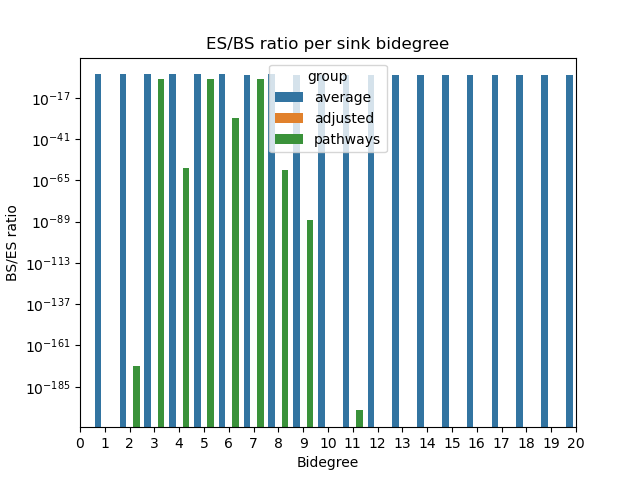 ES/BS ratio per sink bidegree
group
average
adjusted
pathways
BS/ES ratio
10⁻¹⁷
10⁻⁴¹
10⁻⁶⁵
10⁻⁸⁹
10⁻¹¹³
10⁻¹³⁷
10⁻¹⁶¹
10⁻¹⁸⁵
0 1 2 3 4 5 6 7 8 9 10 11 12 13 14 15 16 17 18 19 20
Bidegree